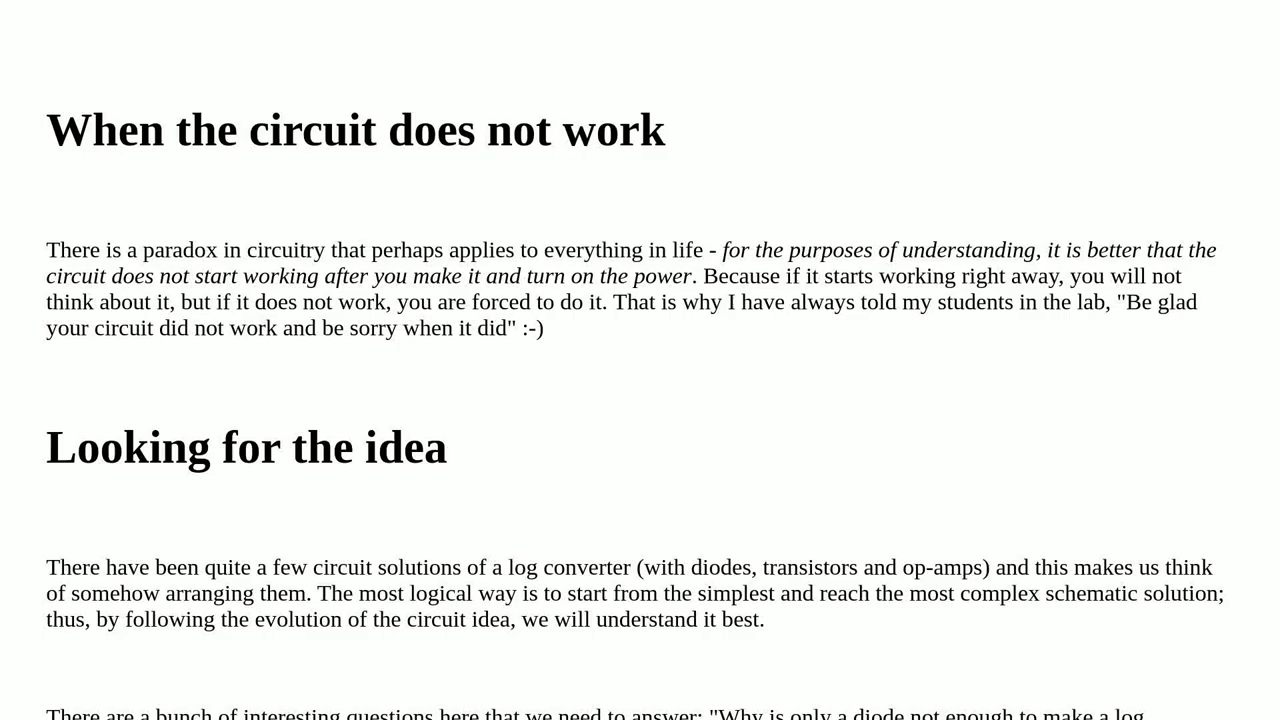 When the circuit does not work
There is a paradox in circuitry that perhaps applies to everything in life - for the purposes of understanding, it is better that the
circuit does not start working after you make it and turn on the power. Because if it starts working right away, you will not
think about it, but if it does not work, you are forced to do it. That is why I have always told my students in the lab, "Be glad
your circuit did not work and be sorry when it did" :-)
Looking for the idea
There have been quite a few circuit solutions of a log converter (with diodes, transistors and op-amps) and this makes us think
of somehow arranging them. The most logical way is to start from the simplest and reach the most complex schematic solution;
thus, by following the evolution of the circuit idea, we will understand it best.
There are a bunch of interesting questions here that we need to answer: "Why is only a diode not enough to make a log